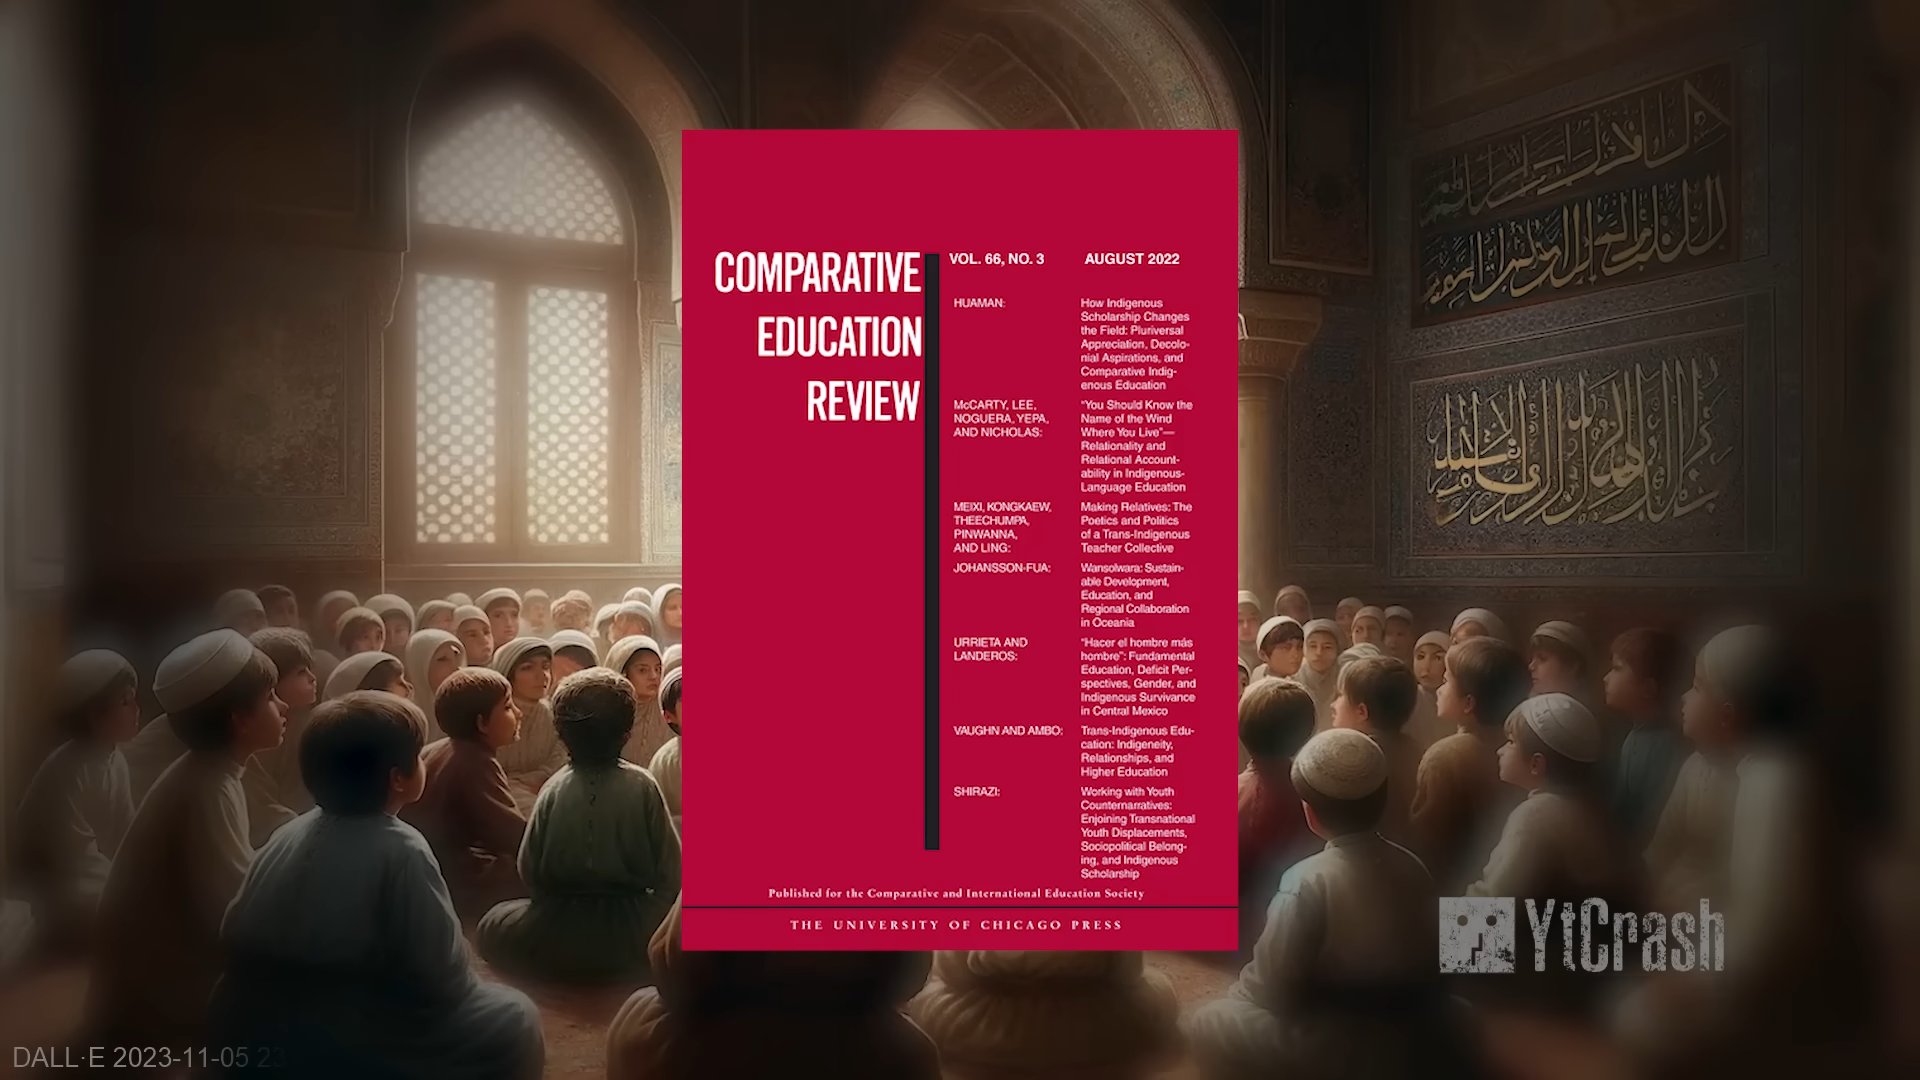 COMPARATIVE
EDUCATION
REVIEW
VOL. 66, NO. 3 AUGUST 2022
HUAMAN:
How Indigenous
Scholarship Changes
the Field: Pluriversal
Appreciation, Decolo-
nial Aspirations, and
Comparative Indig-
enous Education
McCARTY, LEE,
NOGUERA, YEPA,
AND NICHOLAS:
"You Should Know the
Name of the Wind
Where You Live"—
Relationality and
Relational Account-
ability in Indigenous-
Language Education
MEIXI, KONGKAEW,
THEECHUMPA,
PINWANNA,
AND LING:
Making Relatives: The
Poetics and Politics
of a Trans-Indigenous
Teacher Collective
JOHANSSON-FUA:
Wansolwara: Sustain-
able Development,
Education, and
Regional Collaboration
in Oceania
URRIETA AND
LANDEROS:
"Hacer el hombre más
hombre": Fundamental
Education, Deficit Per-
spectives, Gender, and
Indigenous Survivance
in Central Mexico
VAUGHN AND AMBO:
Trans-Indigenous Edu-
cation: Indigeneity,
Relationships, and
Higher Education
SHIRAZI:
Working with Youth
Counternarratives:
Enjoining Transnational
Youth Displacements,
Sociopolitical Belong-
ing, and Indigenous
Scholarship
Published for the Comparative and International Education Society
THE UNIVERSITY OF CHICAGO PRESS
YtCrash
DALL·E 2023-11-05 23